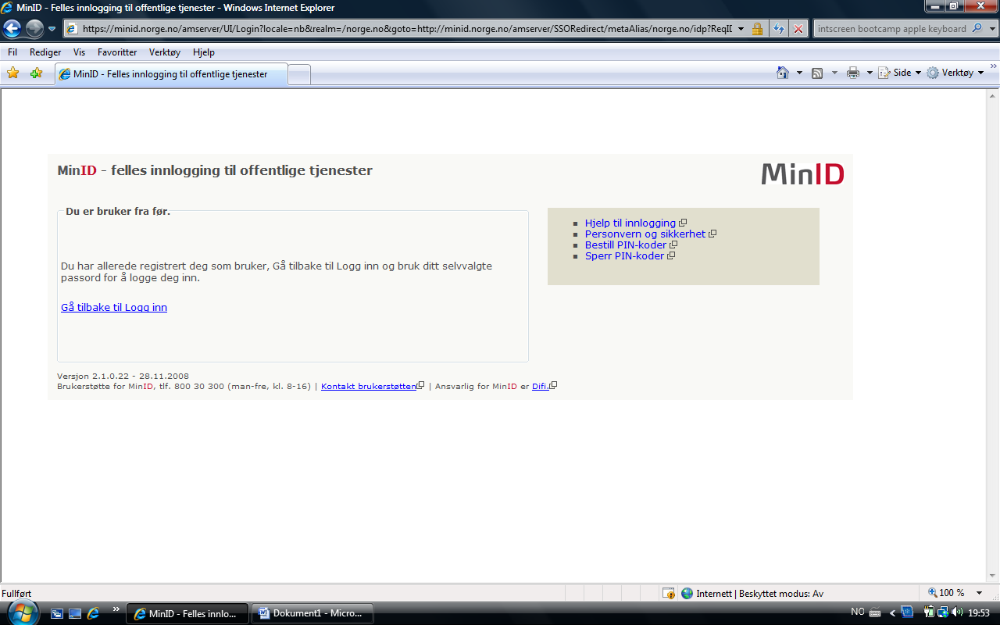 MinID - Felles innlogging til offentlige tjenester - Windows Internet Explorer
https://minid.norge.no/amserver/UI/Login?locale=nb&realm=/norge.no&goto=http://minid.norge.no/amserver/SSORedirect/metaAlias/norge.no/idp?ReqID
intscreen bootcamp apple keyboard
Fil Rediger Vis Favoritter Verktøy Hjelp
MinID - Felles innlogging til offentlige tjenester
Side Verktøy
MinID - felles innlogging til offentlige tjenester
MinID
Du er bruker fra før.
Du har allerede registrert deg som bruker, Gå tilbake til Logg inn og bruk ditt selvvalgte
passord for å logge deg inn.
Gå tilbake til Logg inn
Hjelp til innlogging
Personvern og sikkerhet
Bestill PIN-koder
Sperr PIN-koder
Versjon 2.1.0.22 - 28.11.2008
Brukerstøtte for MinID, tlf. 800 30 300 (man-fre, kl. 8-16) | Kontakt brukerstøtten | Ansvarlig for MinID er Difi.
Fullført
Internett | Beskyttet modus: Av
100 %
MinID - Felles innlo...
Dokument1 - Micro...
NO
19:53